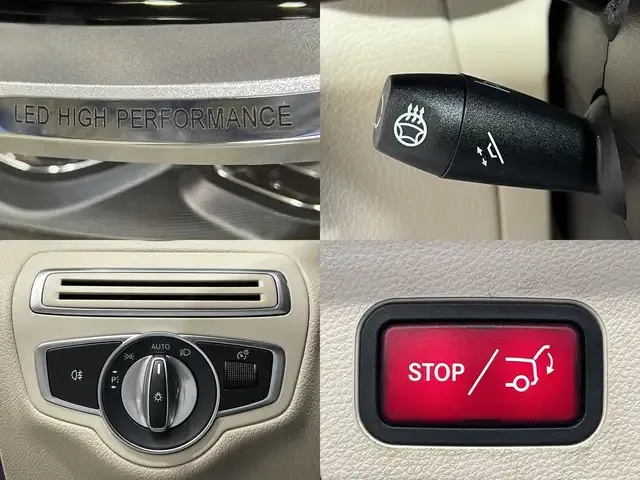 LED HIGH PERFORMANCE
AUTO
STOP